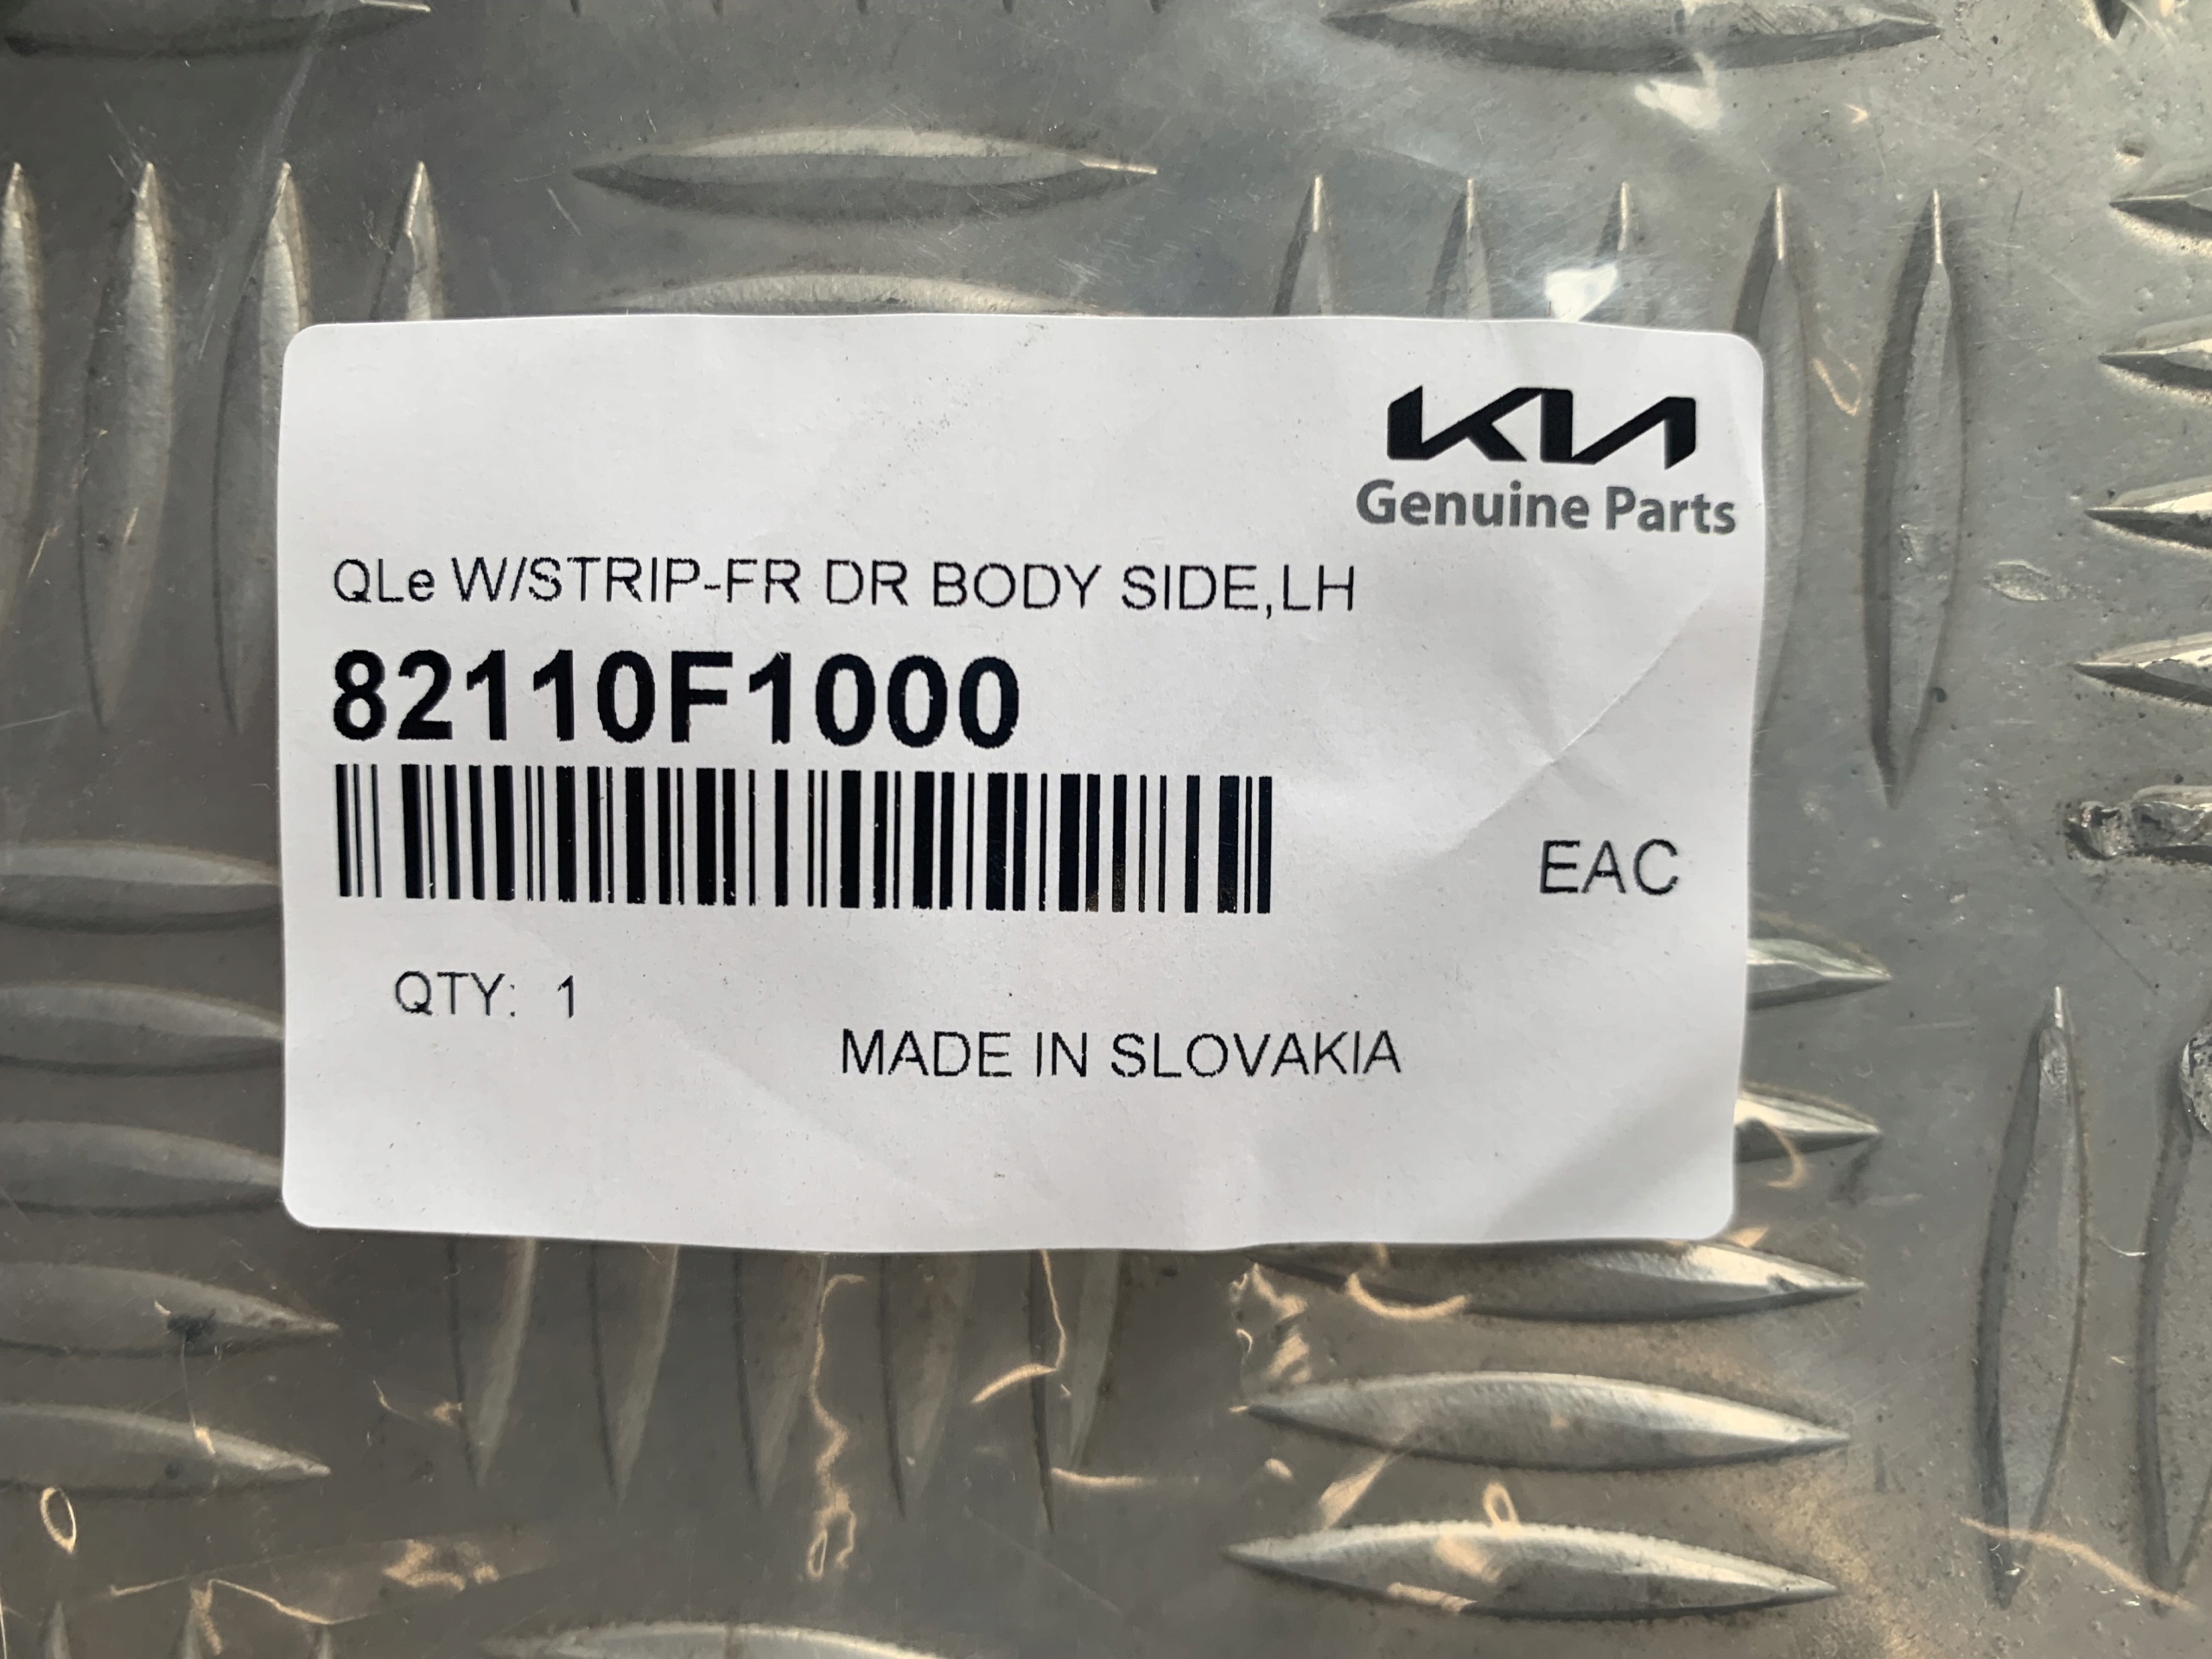 KIA
Genuine Parts
QLe W/STRIP-FR DR BODY SIDE,LH
82110F1000
EAC
QTY: 1
MADE IN SLOVAKIA